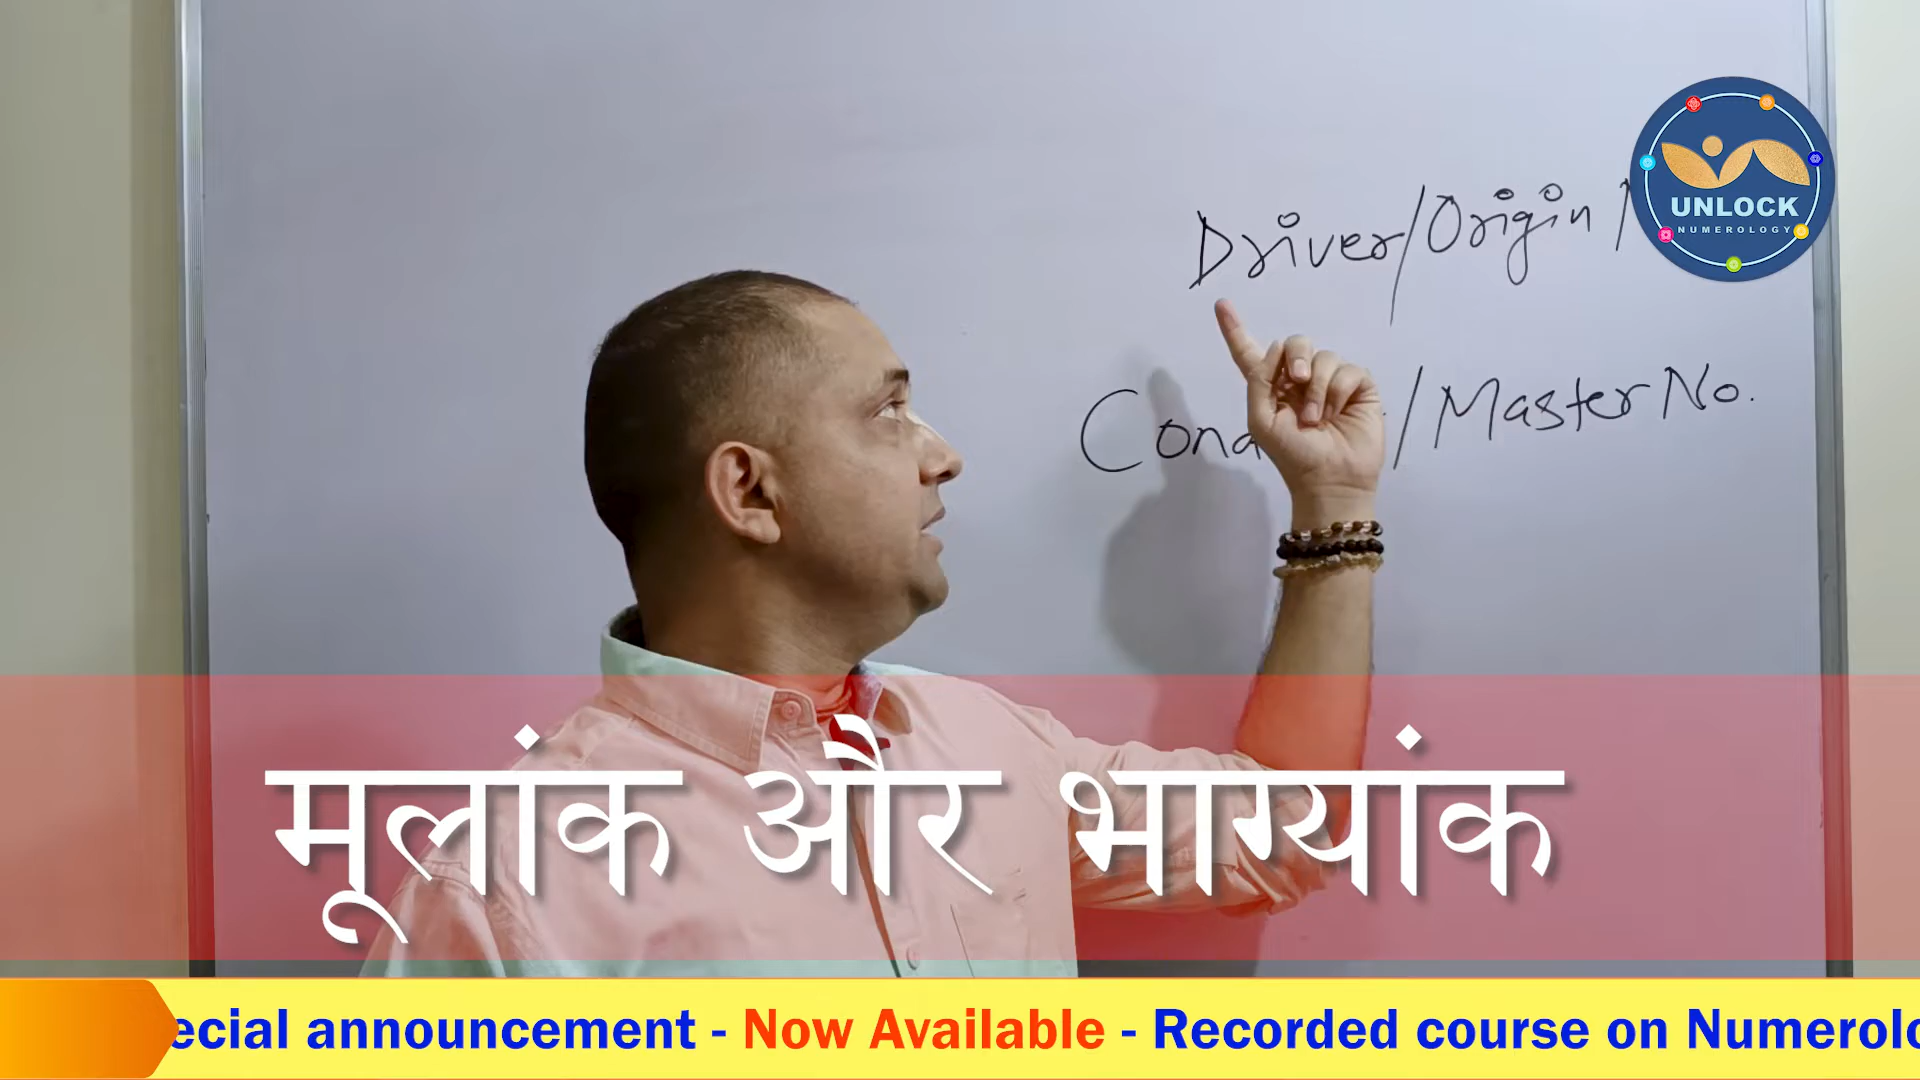 Driver/Origin
UNLOCK
NUMEROLOGY
/Master No.
मूलांक और भाग्यांक
ecial announcement - Now Available - Recorded course on Numerolo